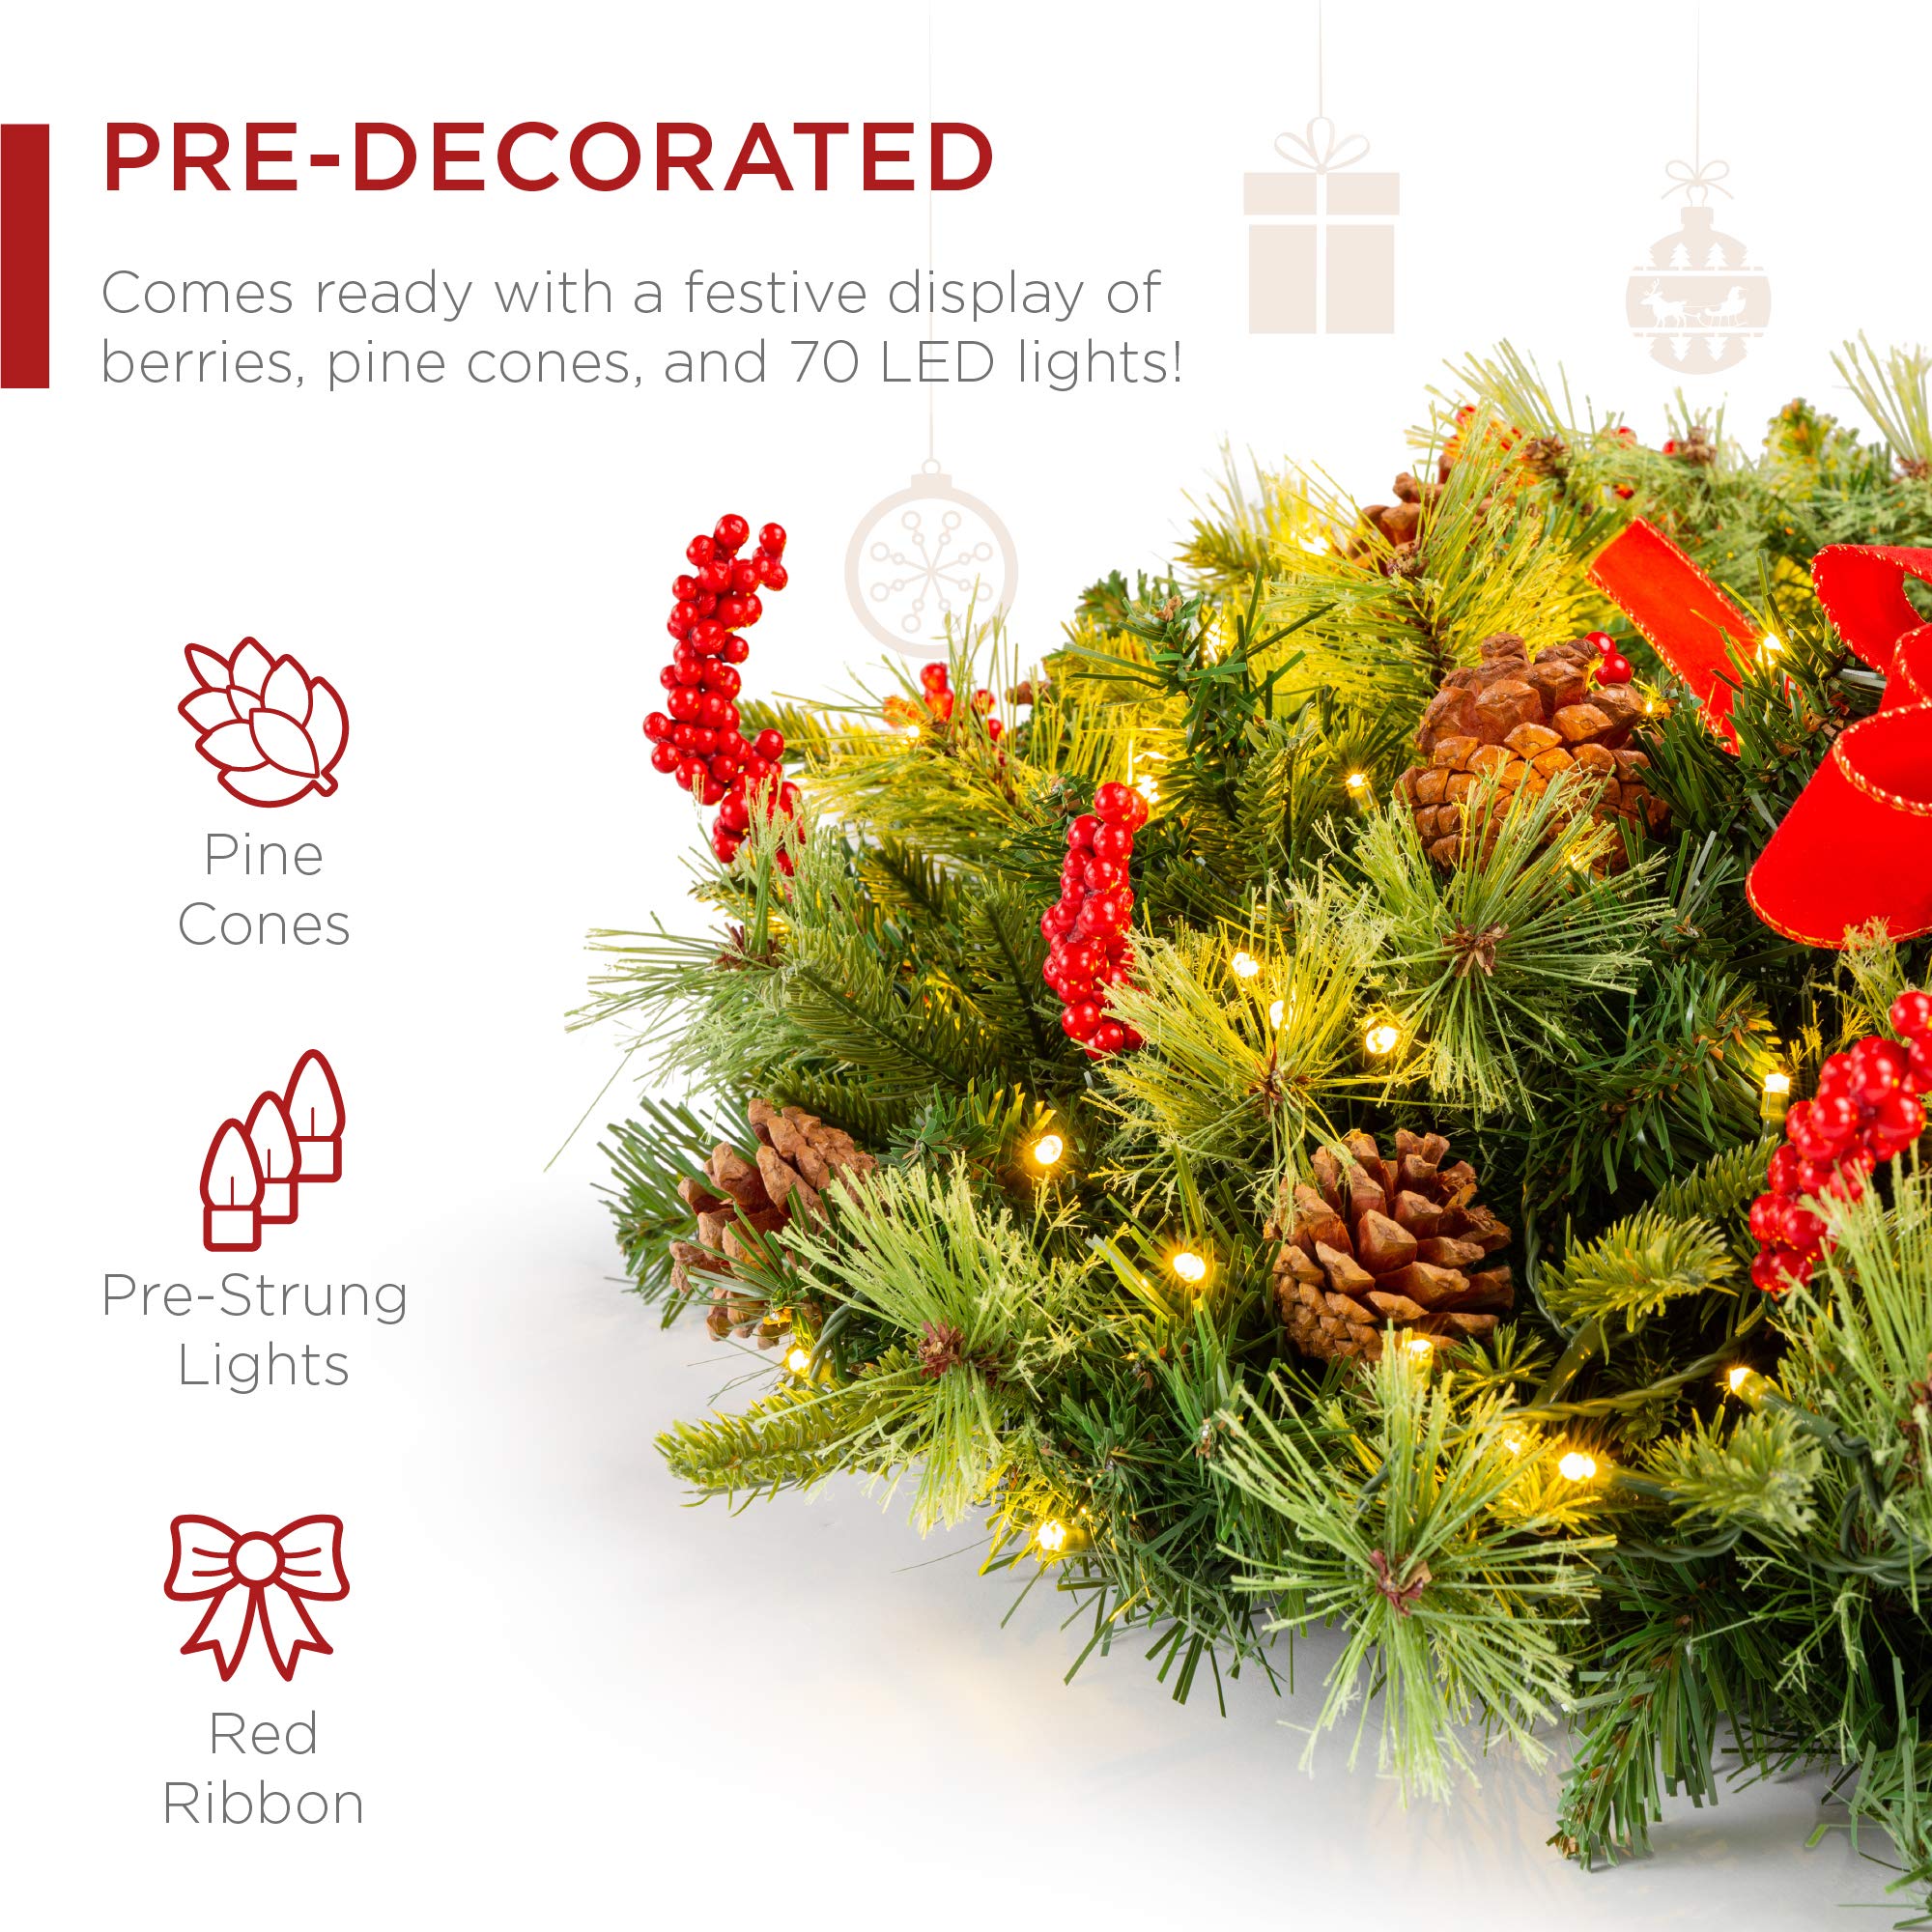 PRE-DECORATED
Comes ready with a festive display of
berries, pine cones, and 70 LED lights!
Pine
Cones
Pre-Strung
Lights
Red
Ribbon